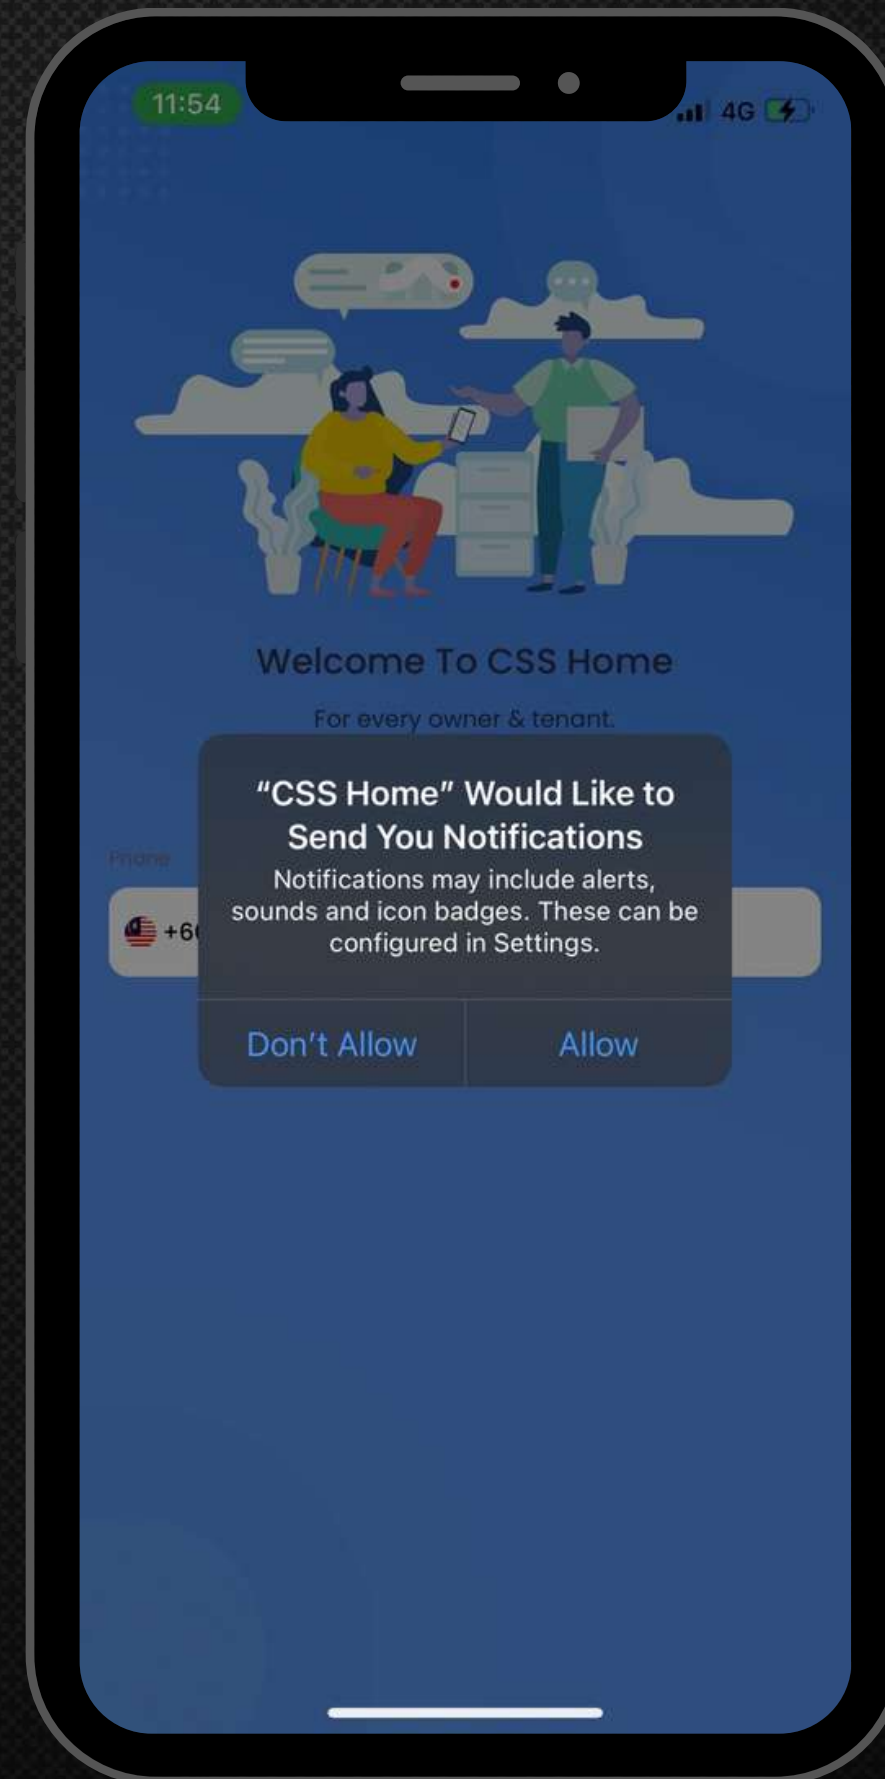 11:54
4G
Welcome To CSS Home
For every owner & tenant.
“CSS Home” Would Like to
Send You Notifications
Notifications may include alerts,
sounds and icon badges. These can be
configured in Settings.
Phone
+6
Don’t Allow
Allow